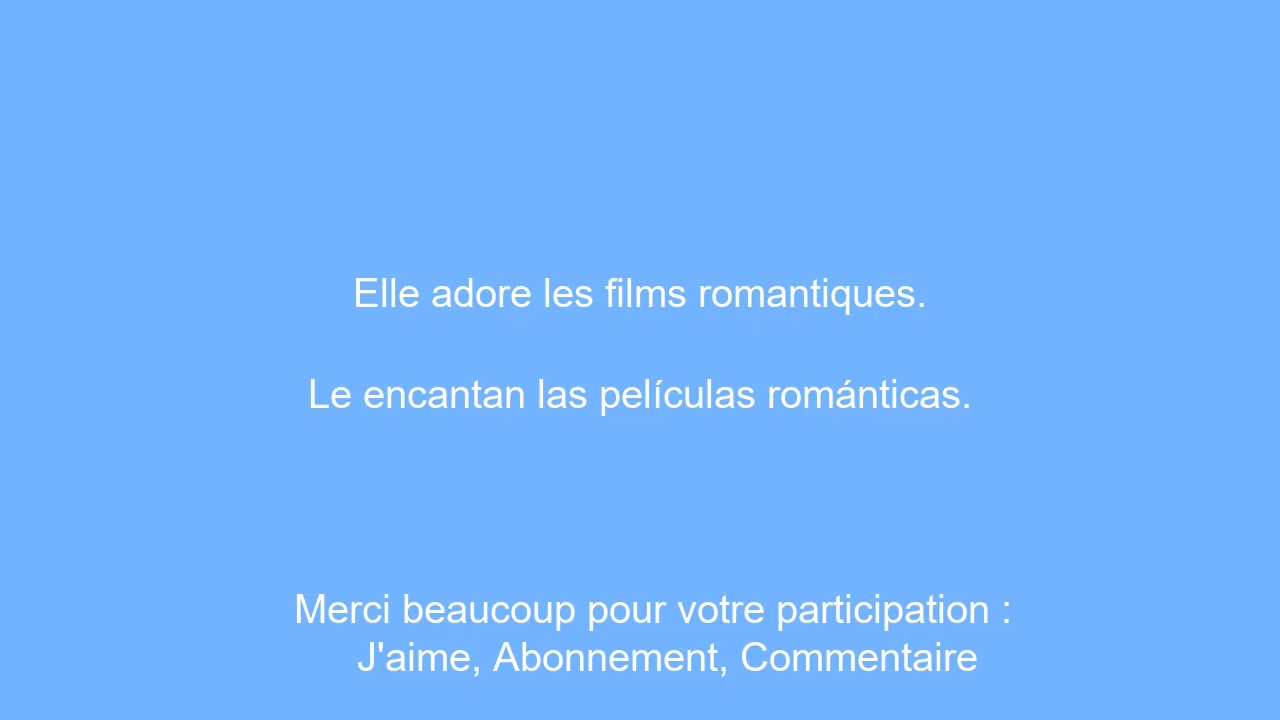 Elle adore les films romantiques.
Le encantan las películas románticas.
Merci beaucoup pour votre participation :
J'aime, Abonnement, Commentaire